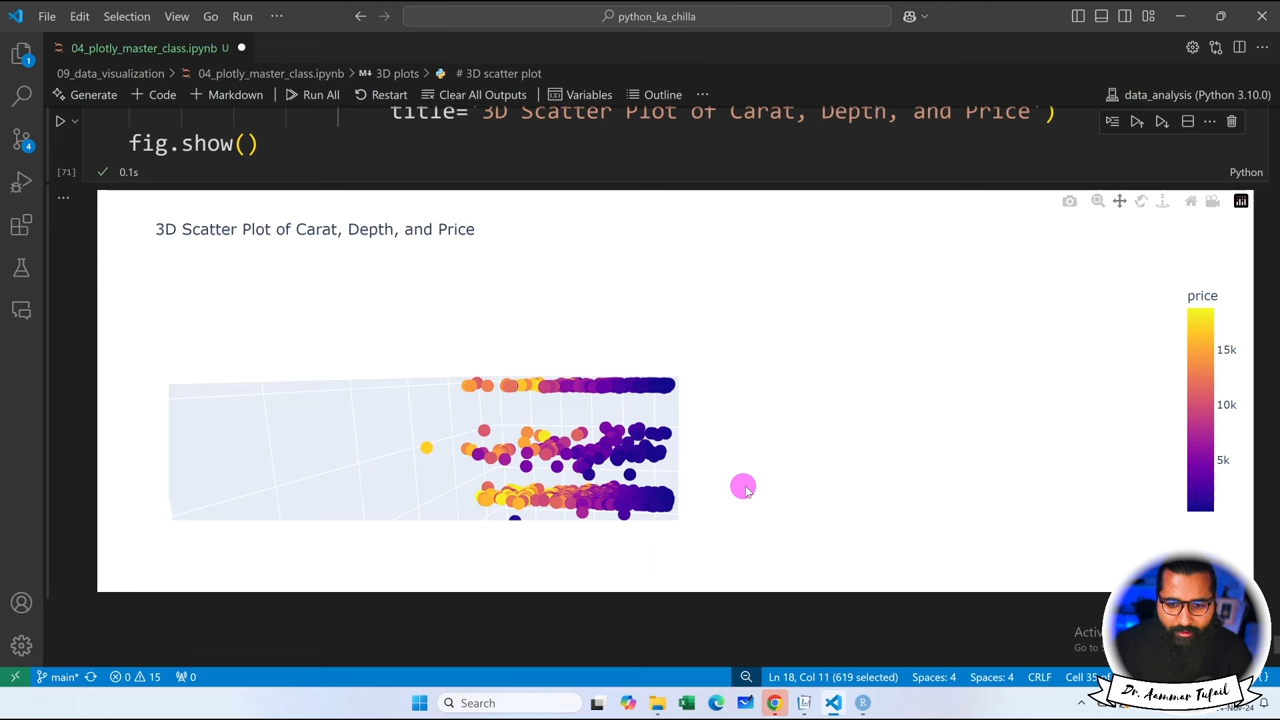 File Edit Selection View Go Run ··· python_ka_chilla
04_plotly_master_class.ipynb U
09_data_visualization > 04_plotly_master_class.ipynb > 3D plots > # 3D scatter plot
Generate + Code + Markdown Run All Restart Clear All Outputs Variables Outline ··· data_analysis (Python 3.10.0)
title='3D Scatter Plot of Carat, Depth, and Price')
fig.show()
[71] 0.1s Python
3D Scatter Plot of Carat, Depth, and Price
price
15k
10k
5k
1
4
main* 0 15 0 Ln 18, Col 11 (619 selected) Spaces: 4 Spaces: 4 CRLF
Search
Dr. Aammar Tufail